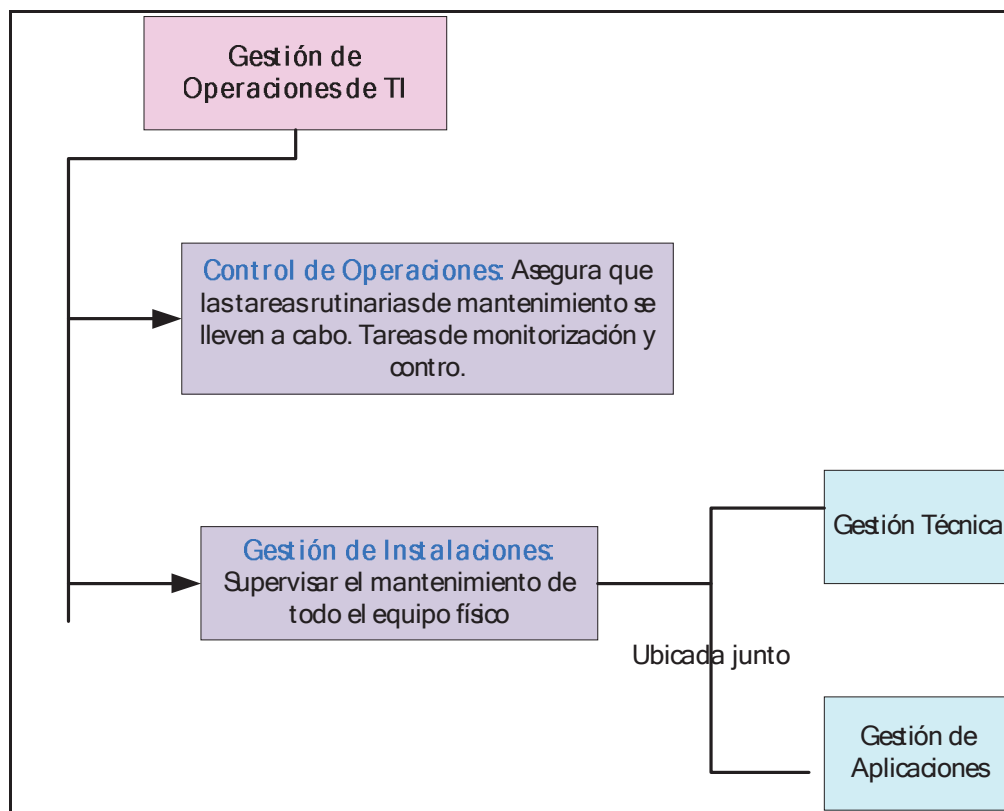 Gestión de
Operaciones de TI
Control de Operaciones: Asegura que
las tareas rutinarias de mantenimiento se
lleven a cabo. Tareas de monitorización y
contro.
Gestión de Instalaciones:
Supervisar el mantenimiento de
todo el equipo físico
Gestión Técnica
Ubicada junto
Gestión de
Aplicaciones